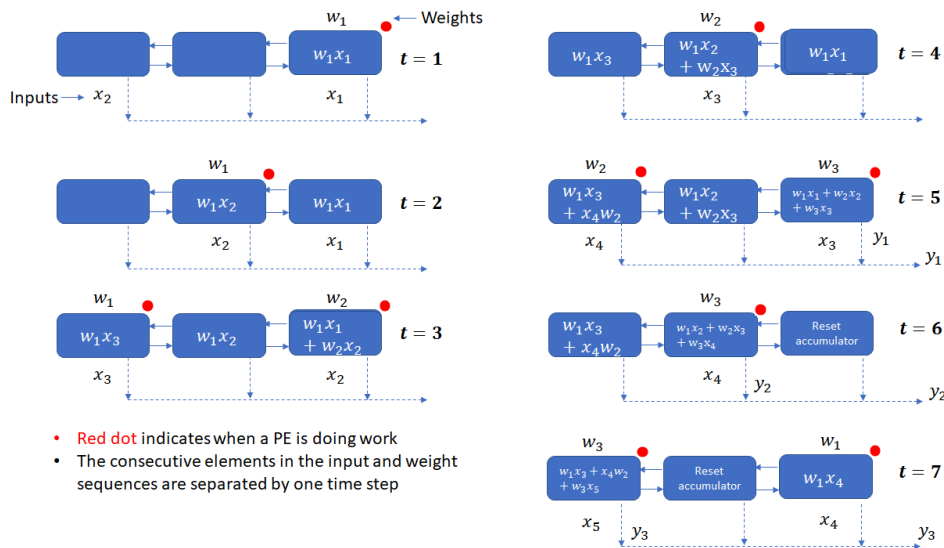 w₁
Weights
w₁x₁
t = 1
Inputs
x₂
x₁
w₁
w₁x₂
w₁x₁
t = 2
x₂
x₁
w₁
w₂
w₁x₃
w₁x₂
w₁x₁
+ w₂x₂
t = 3
x₃
x₂
• Red dot indicates when a PE is doing work
• The consecutive elements in the input and weight
sequences are separated by one time step
w₂
w₁x₃
w₁x₂
+ w₂x₃
w₁x₁
t = 4
x₃
w₂
w₃
w₁x₃
+ x₄w₂
w₁x₂
+ w₂x₃
w₁x₁ + w₂x₂
+ w₃x₃
t = 5
x₄
x₃
y₁
y₁
w₃
w₁x₃
+ x₄w₂
w₁x₂ + w₂x₃
+ w₃x₄
Reset
accumulator
t = 6
x₄
y₂
y₂
w₃
w₁
w₁x₃ + x₄w₂
+ w₃x₅
Reset
accumulator
w₁x₄
t = 7
x₅
y₃
x₄
y₃